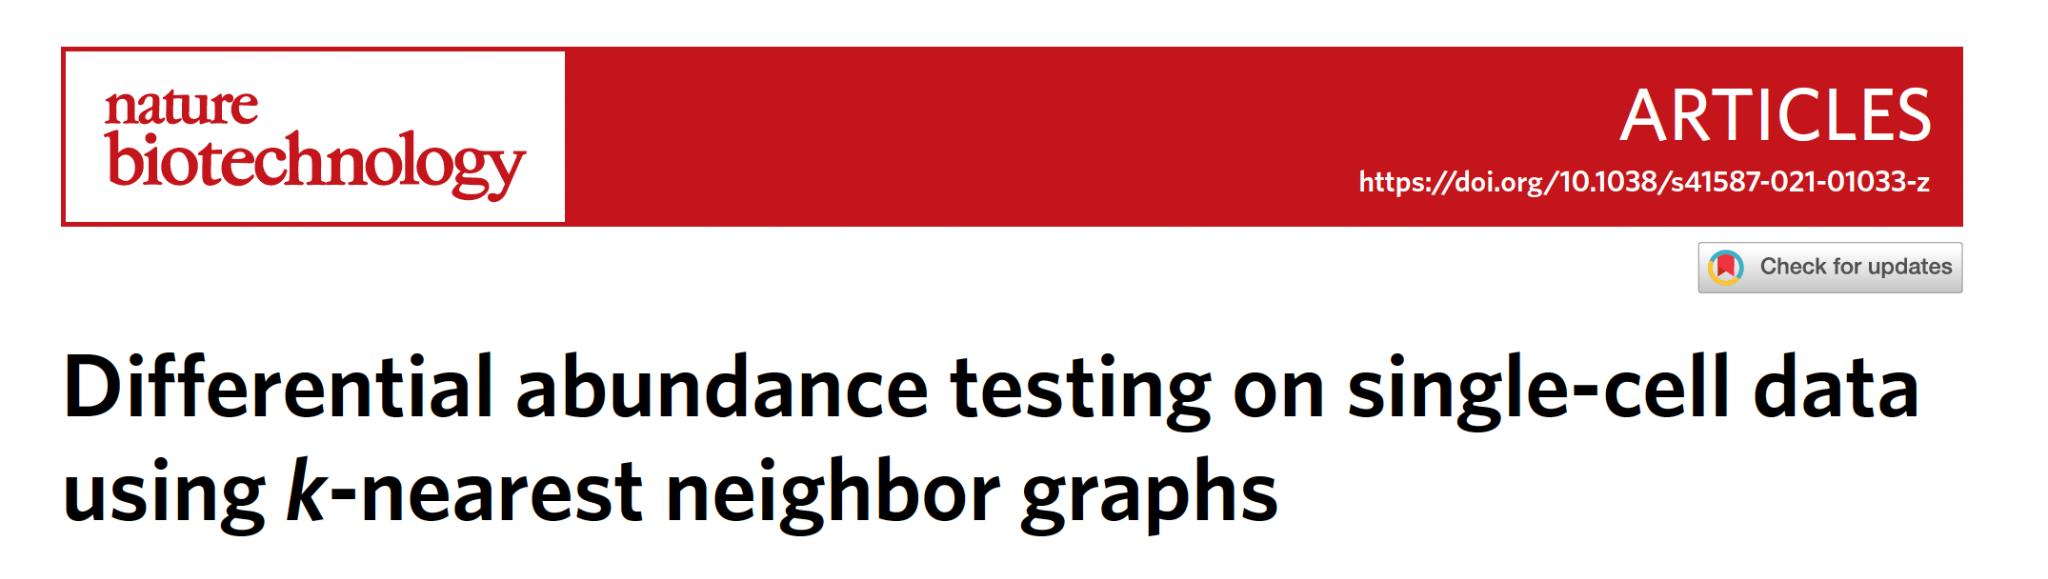 nature
biotechnology
ARTICLES
https://doi.org/10.1038/s41587-021-01033-z
Check for updates
Differential abundance testing on single-cell data
using k-nearest neighbor graphs